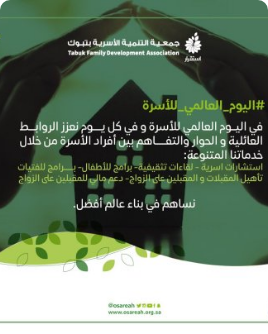 جمعية التنمية الأسرية بتبوك
Tabuk Family Development Association
استقرار
#اليوم_العالمي_للأسرة
في اليوم العالمي للأسرة و في كل يوم نعزز الروابط
العائلية و الحوار والتفاهم بين أفراد الأسرة من خلال
خدماتنا المتنوعة:
استشارات اسرية - لقاءات تثقيفية- برامج للأطفال- برامج للفتيات
تأهيل المقبلات و المقبلين على الزواج- دعم مالي للمقبلين على الزواج
نساهم في بناء عالم أفضل.
@osareah
www.osareah.org.sa